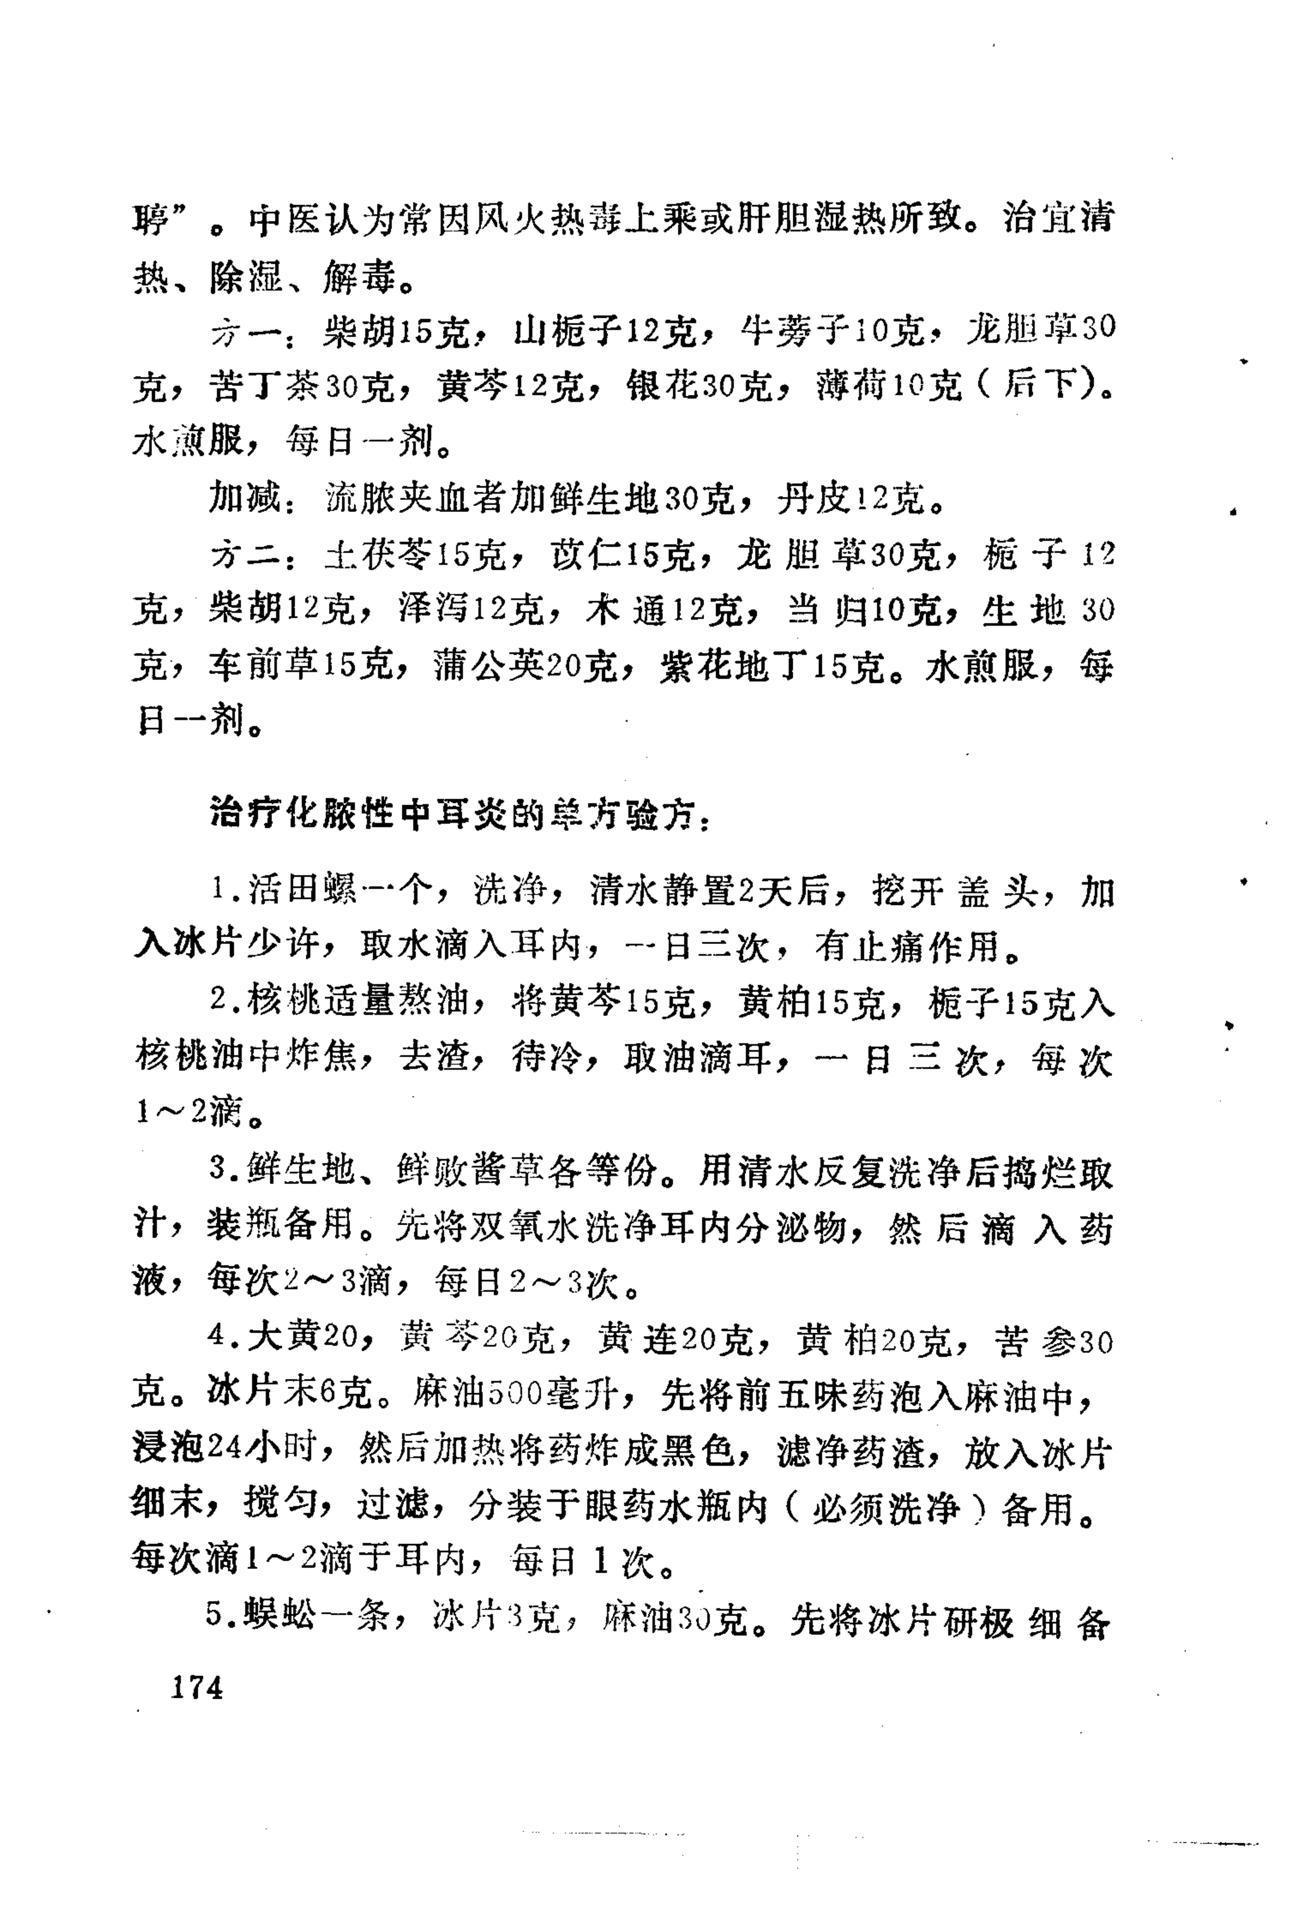 聤”。中医认为常因风火热毒上乘或肝胆湿热所致。治宜清
热、除湿、解毒。
方一：柴胡15克，山栀子12克，牛蒡子10克，龙胆草30
克，苦丁茶30克，黄芩12克，银花30克，薄荷10克（后下）。
水煎服，每日一剂。
加减：流脓夹血者加鲜生地30克，丹皮12克。
方二：土茯苓15克，苡仁15克，龙胆草30克，栀子12
克，柴胡12克，泽泻12克，木通12克，当归10克，生地30
克，车前草15克，蒲公英20克，紫花地丁15克。水煎服，每
日一剂。
治疗化脓性中耳炎的单方验方：
1.活田螺一个，洗净，清水静置2天后，挖开盖头，加
入冰片少许，取水滴入耳内，一日三次，有止痛作用。
2.核桃适量熬油，将黄芩15克，黄柏15克，栀子15克入
核桃油中炸焦，去渣，待冷，取油滴耳，一日三次，每次
1～2滴。
3.鲜生地、鲜败酱草各等份。用清水反复洗净后捣烂取
汁，装瓶备用。先将双氧水洗净耳内分泌物，然后滴入药
液，每次2～3滴，每日2～3次。
4.大黄20，黄芩20克，黄连20克，黄柏20克，苦参30
克。冰片末6克。麻油500毫升，先将前五味药泡入麻油中，
浸泡24小时，然后加热将药炸成黑色，滤净药渣，放入冰片
细末，搅匀，过滤，分装于眼药水瓶内（必须洗净）备用。
每次滴1～2滴于耳内，每日1次。
5.蜈蚣一条，冰片3克，麻油30克。先将冰片研极细备
174